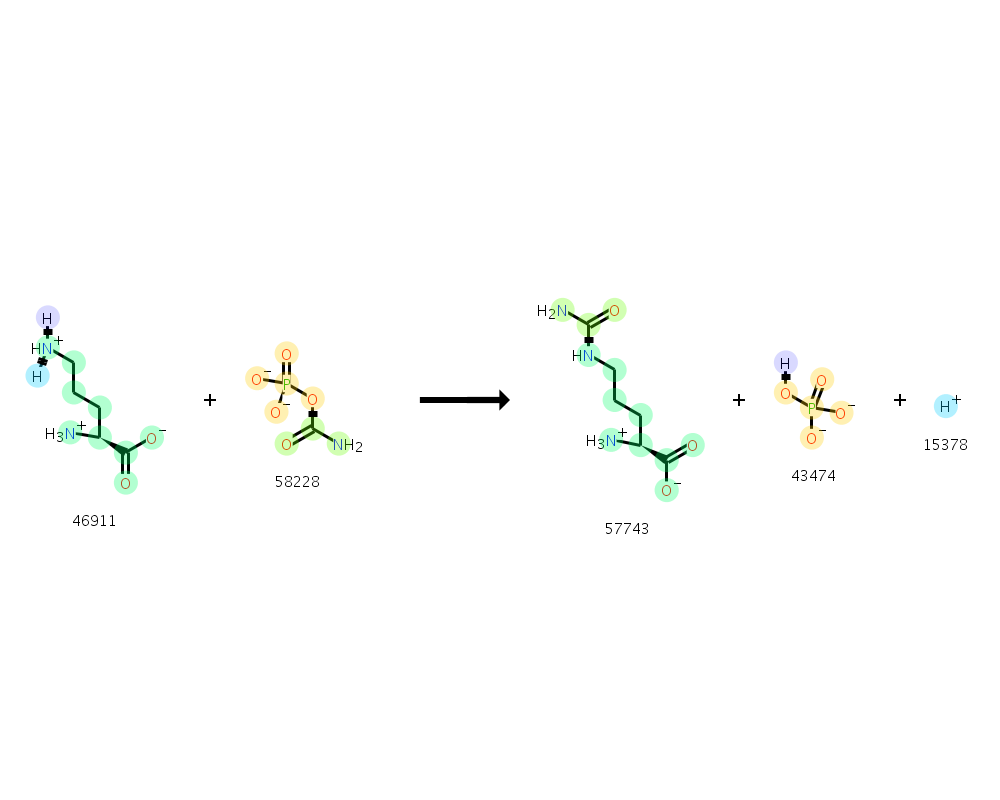 H
HN+
H
H3N+
O−
O
46911
+
O
O−
P
O
O−
O
NH2
58228
H2N
O
HN
H3N+
O
O−
57743
+
H
O
O
P
O−
O−
43474
+
H+
15378